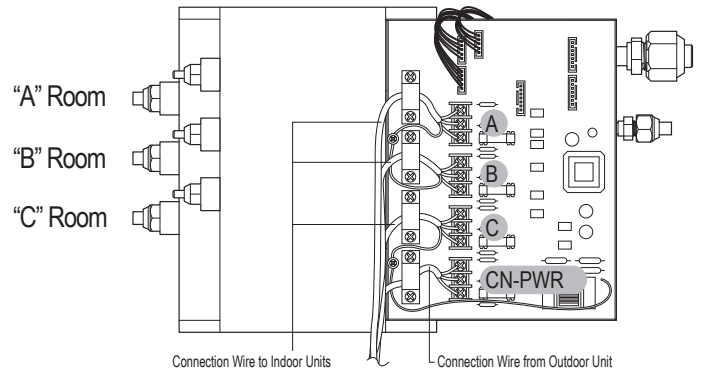 “A” Room
“B” Room
“C” Room
A
B
C
CN-PWR
Connection Wire to Indoor Units
Connection Wire from Outdoor Unit